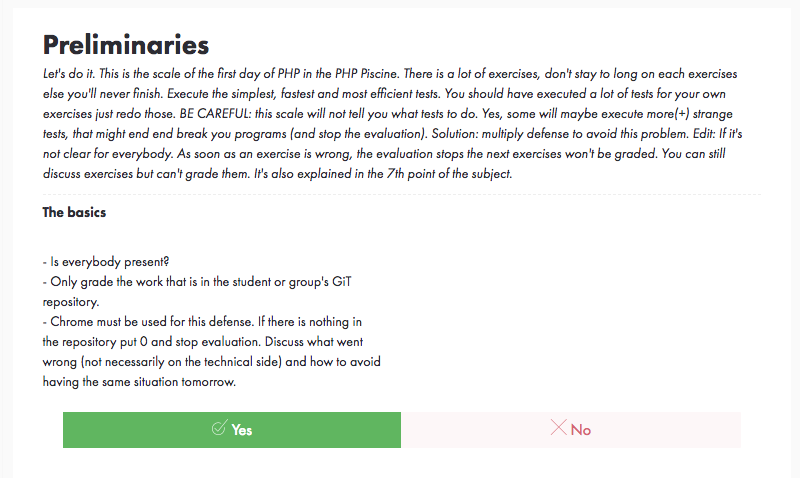 Preliminaries
Let's do it. This is the scale of the first day of PHP in the PHP Piscine. There is a lot of exercises, don't stay to long on each exercises
else you'll never finish. Execute the simplest, fastest and most efficient tests. You should have executed a lot of tests for your own
exercises just redo those. BE CAREFUL: this scale will not tell you what tests to do. Yes, some will maybe execute more(+) strange
tests, that might end end break you programs (and stop the evaluation). Solution: multiply defense to avoid this problem. Edit: If it's
not clear for everybody. As soon as an exercise is wrong, the evaluation stops the next exercises won't be graded. You can still
discuss exercises but can't grade them. It's also explained in the 7th point of the subject.
The basics
- Is everybody present?
- Only grade the work that is in the student or group's GiT
repository.
- Chrome must be used for this defense. If there is nothing in
the repository put 0 and stop evaluation. Discuss what went
wrong (not necessarily on the technical side) and how to avoid
having the same situation tomorrow.
Yes
No